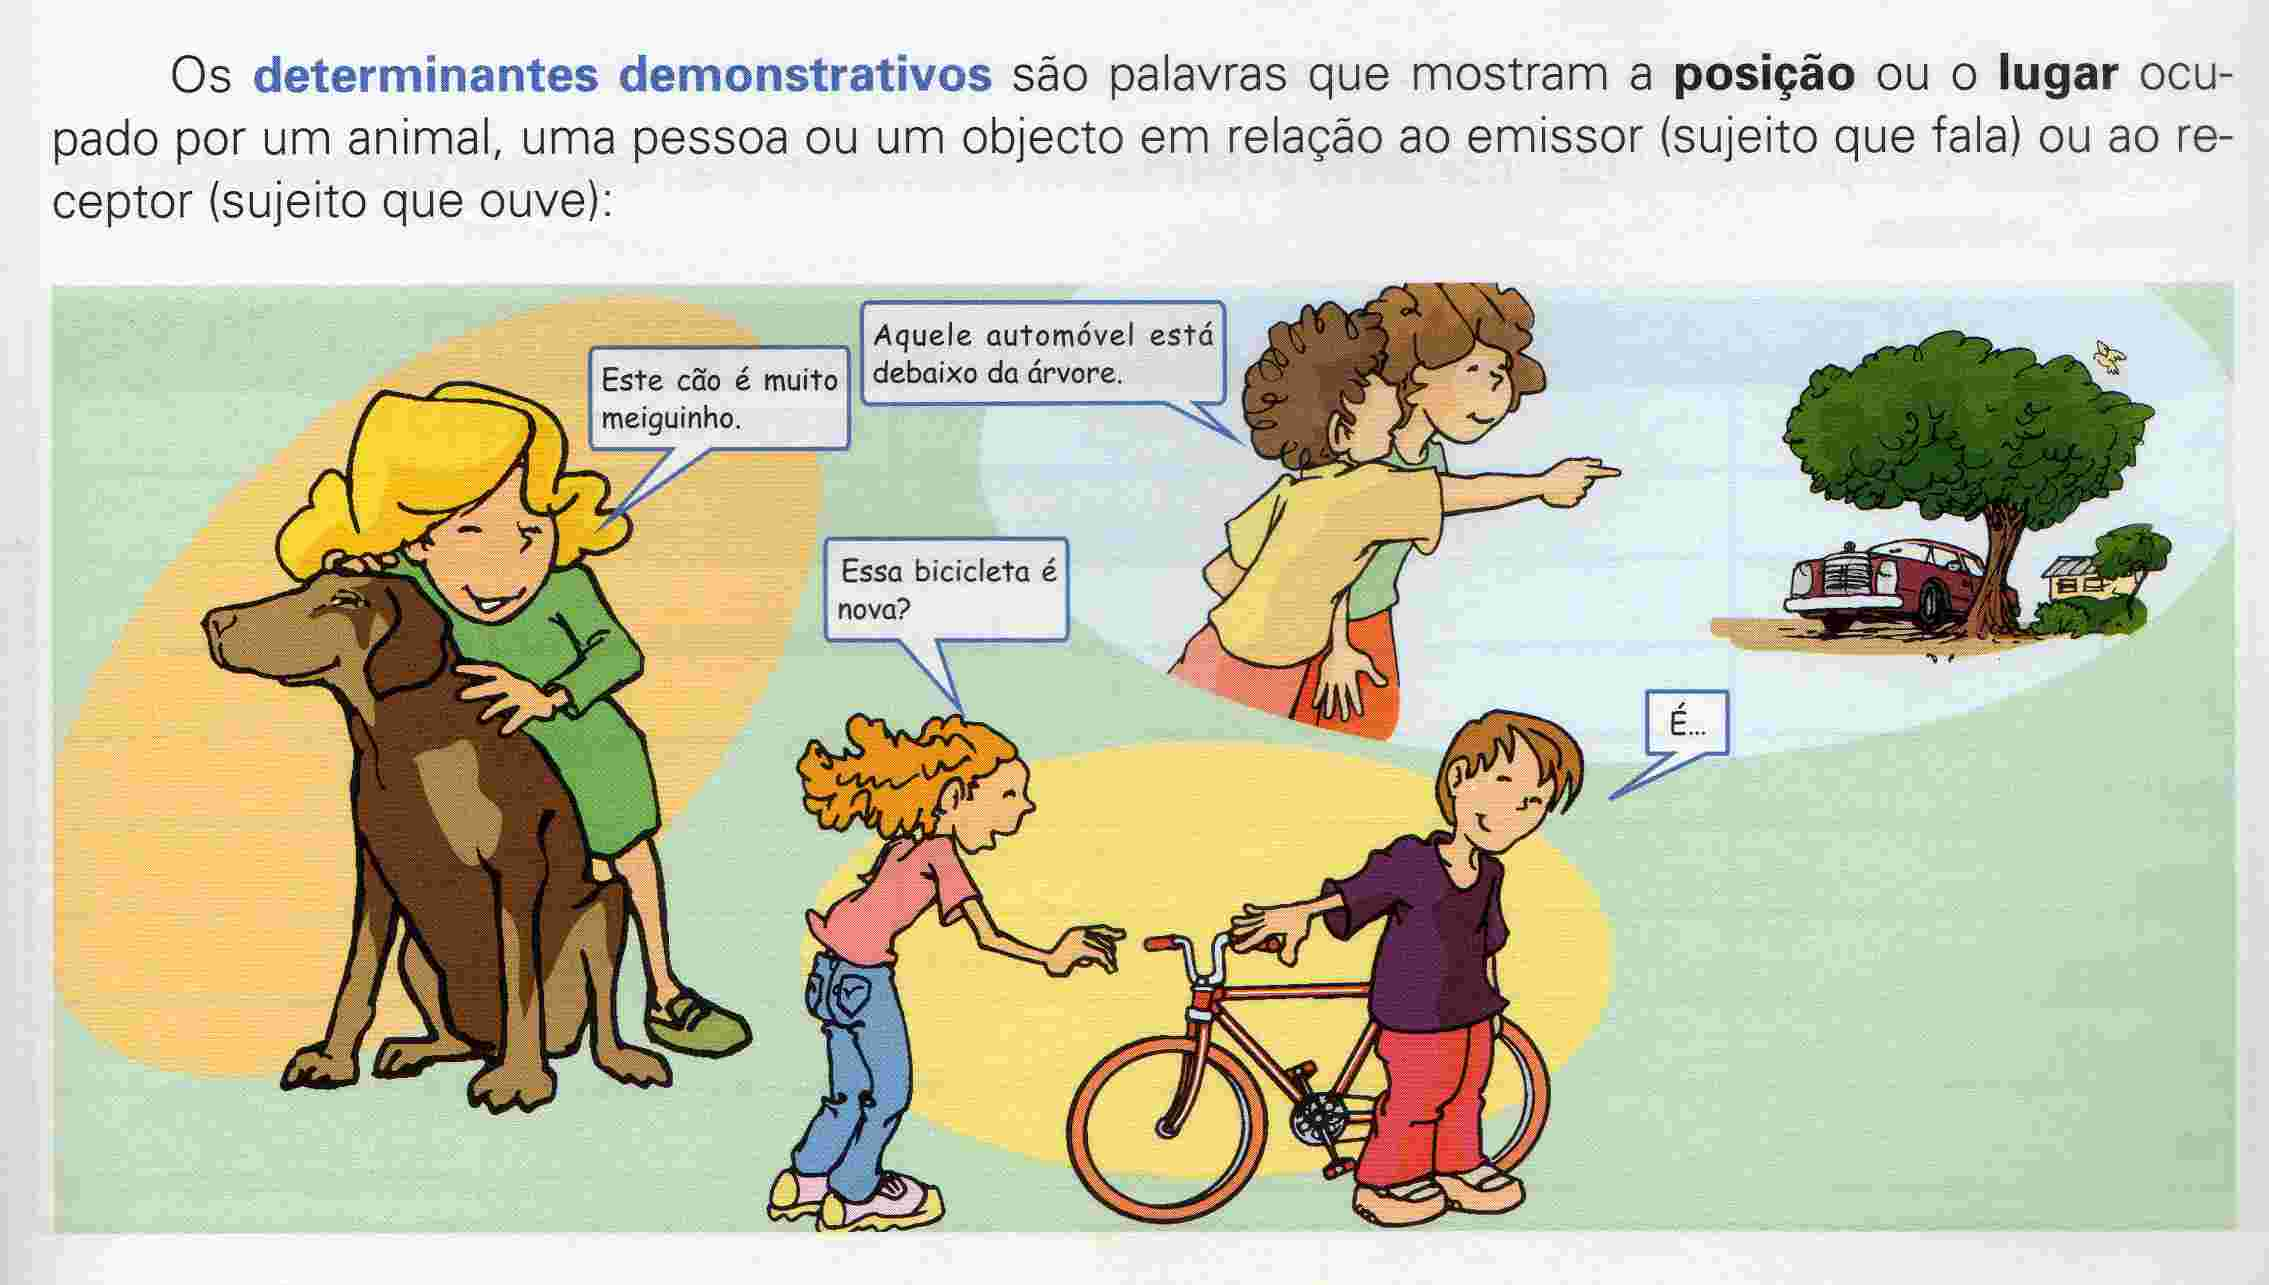 Os determinantes demonstrativos são palavras que mostram a posição ou o lugar ocu-
pado por um animal, uma pessoa ou um objecto em relação ao emissor (sujeito que fala) ou ao re-
ceptor (sujeito que ouve):
Este cão é muito
meiguinho.
Aquele automóvel está
debaixo da árvore.
Essa bicicleta é
nova?
É...